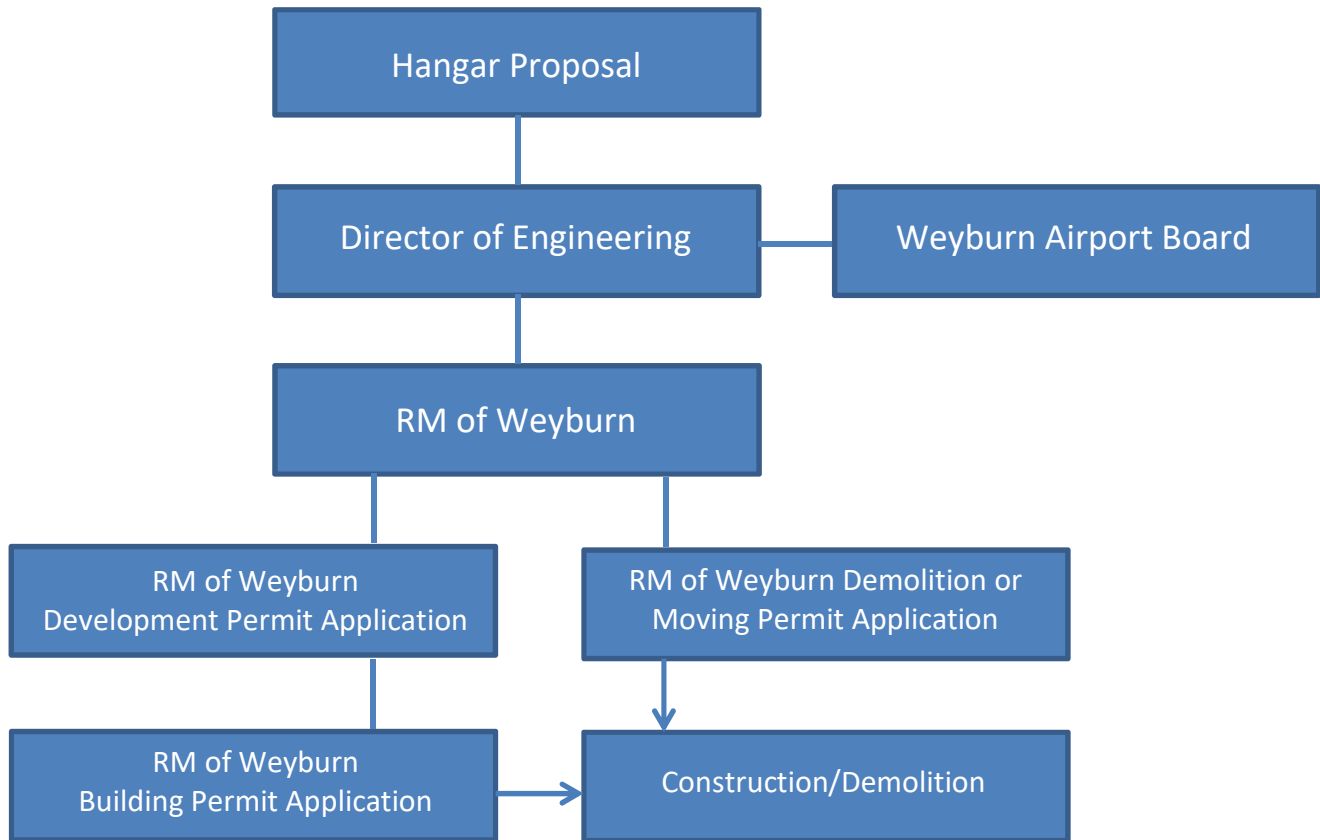 Hangar Proposal
Director of Engineering
Weyburn Airport Board
RM of Weyburn
RM of Weyburn
Development Permit Application
RM of Weyburn Demolition or
Moving Permit Application
RM of Weyburn
Building Permit Application
Construction/Demolition